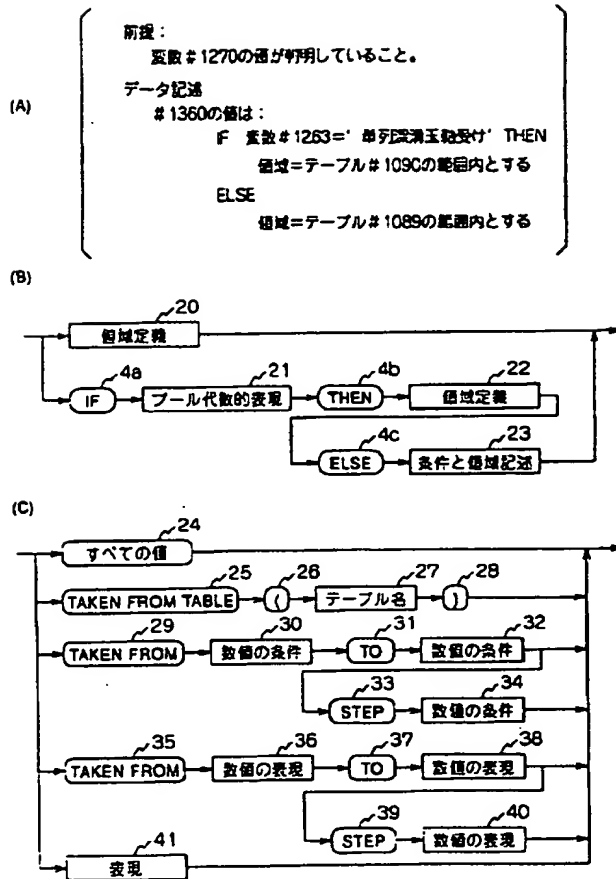 (A)
前提：
変数＃1270の値が判明していること。
データ記述
＃1360の値は：
IF 変数＃1263=' 単列深溝玉軸受け' THEN
値域=テーブル＃1090の範囲内とする
ELSE
値域=テーブル＃1089の範囲内とする
(B)
20
値域定義
4a 21 4b 22
IF ブール代数的表現 THEN 値域定義
4c 23
ELSE 条件と値域記述
(C)
24
すべての値
25 26 27 28
TAKEN FROM TABLE ( テーブル名 )
29 30 31 32
TAKEN FROM 数値の条件 TO 数値の条件
33 34
STEP 数値の条件
35 36 37 38
TAKEN FROM 数値の表現 TO 数値の表現
39 40
STEP 数値の表現
41
表現